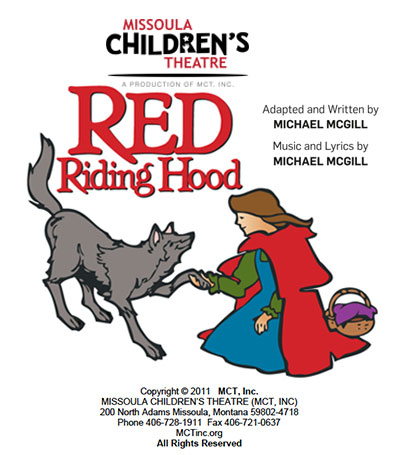 MISSOULA
CHILDREN'S
THEATRE
A PRODUCTION OF MCT, INC.
RED
Riding Hood
Adapted and Written by
MICHAEL MCGILL
Music and Lyrics by
MICHAEL MCGILL
Copyright © 2011 MCT, Inc.
MISSOULA CHILDREN'S THEATRE (MCT, INC)
200 North Adams Missoula, Montana 59802-4718
Phone 406-728-1911 Fax 406-721-0637
MCTinc.org
All Rights Reserved